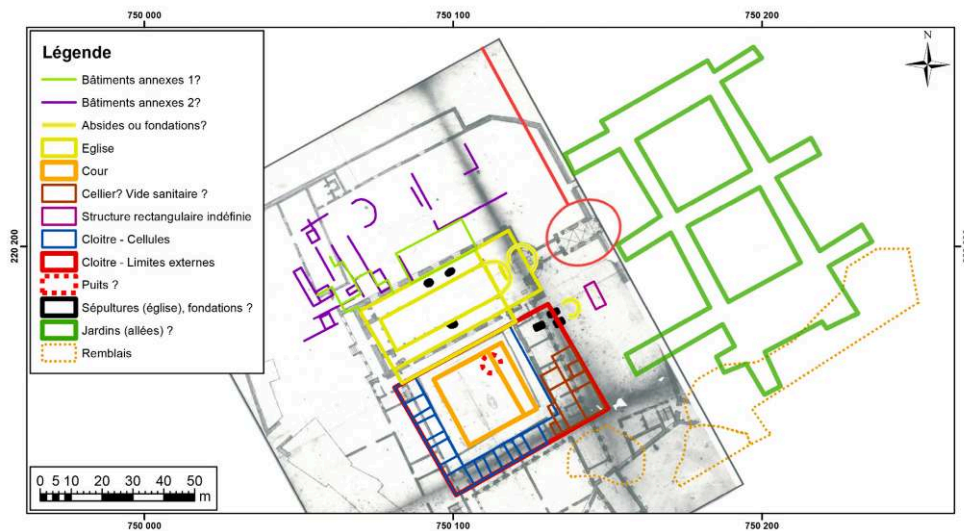 750 000
750 100
750 200
N
Légende
Bâtiments annexes 1?
Bâtiments annexes 2?
Absides ou fondations?
Eglise
Cour
Cellier? Vide sanitaire ?
Structure rectangulaire indéfinie
Cloitre - Cellules
Cloitre - Limites externes
Puits ?
Sépultures (église), fondations ?
Jardins (allées) ?
Remblais
220 200
0 5 10 20 30 40 50
m
750 000
750 100
750 200